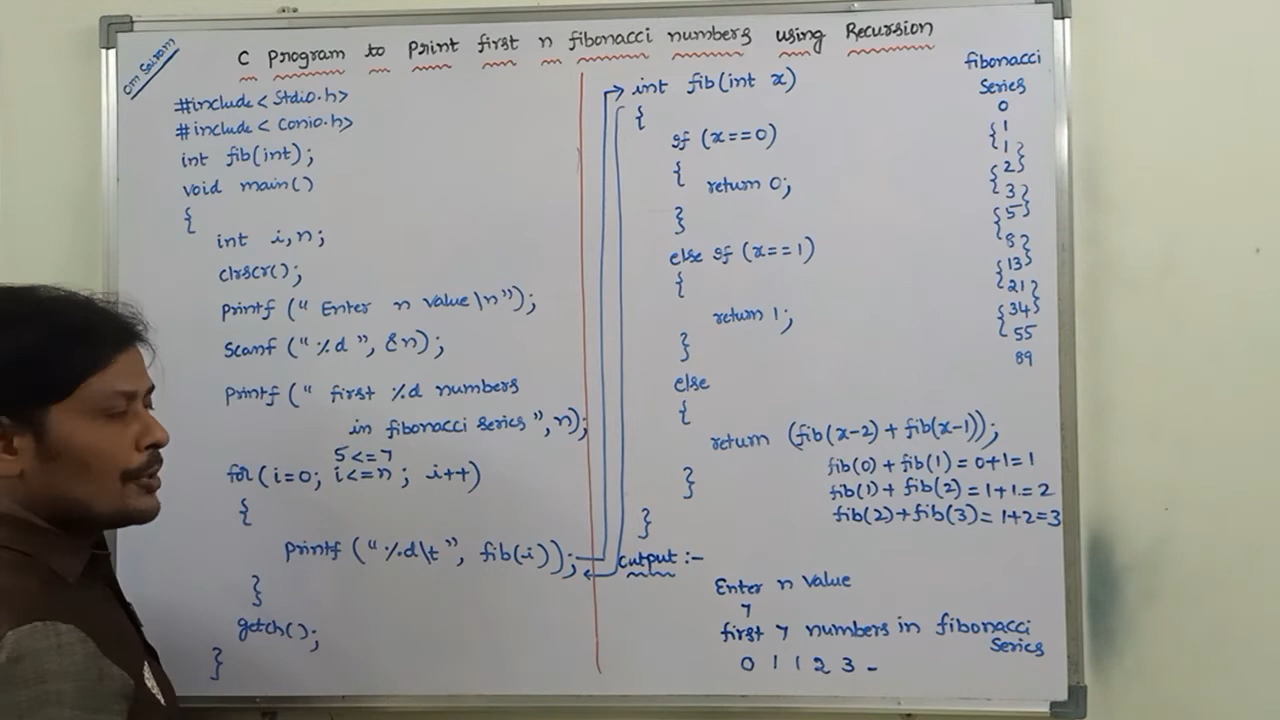 Om Sairam
C Program to Print first n fibonacci numbers using Recursion
#include < Stdio.h>
#include < Conio.h>
int fib(int);
void main()
{
int i,n;
clrscr();
Printf (" Enter n value \n");
Scanf ("%d", &n);
Printf (" first %d numbers
in fibonacci series", n);
5 <= 7
for (i=0; i<=n ; i++)
{
Printf ("%d\t", fib(i));
}
getch();
}
int fib(int x)
{
if (x==0)
{
return 0;
}
else if (x==1)
{
return 1;
}
else
{
return (fib(x-2) + fib(x-1));
fib(0) + fib(1) = 0+1=1
fib(1) + fib(2) = 1+1=2
fib(2)+fib(3) = 1+2=3
}
}
Output :-
Enter n value
7
first 7 numbers in fibonacci
Series
0 1 1 2 3 -
fibonacci
Series
0
1
1
2
3
5
8
13
21
34
55
89